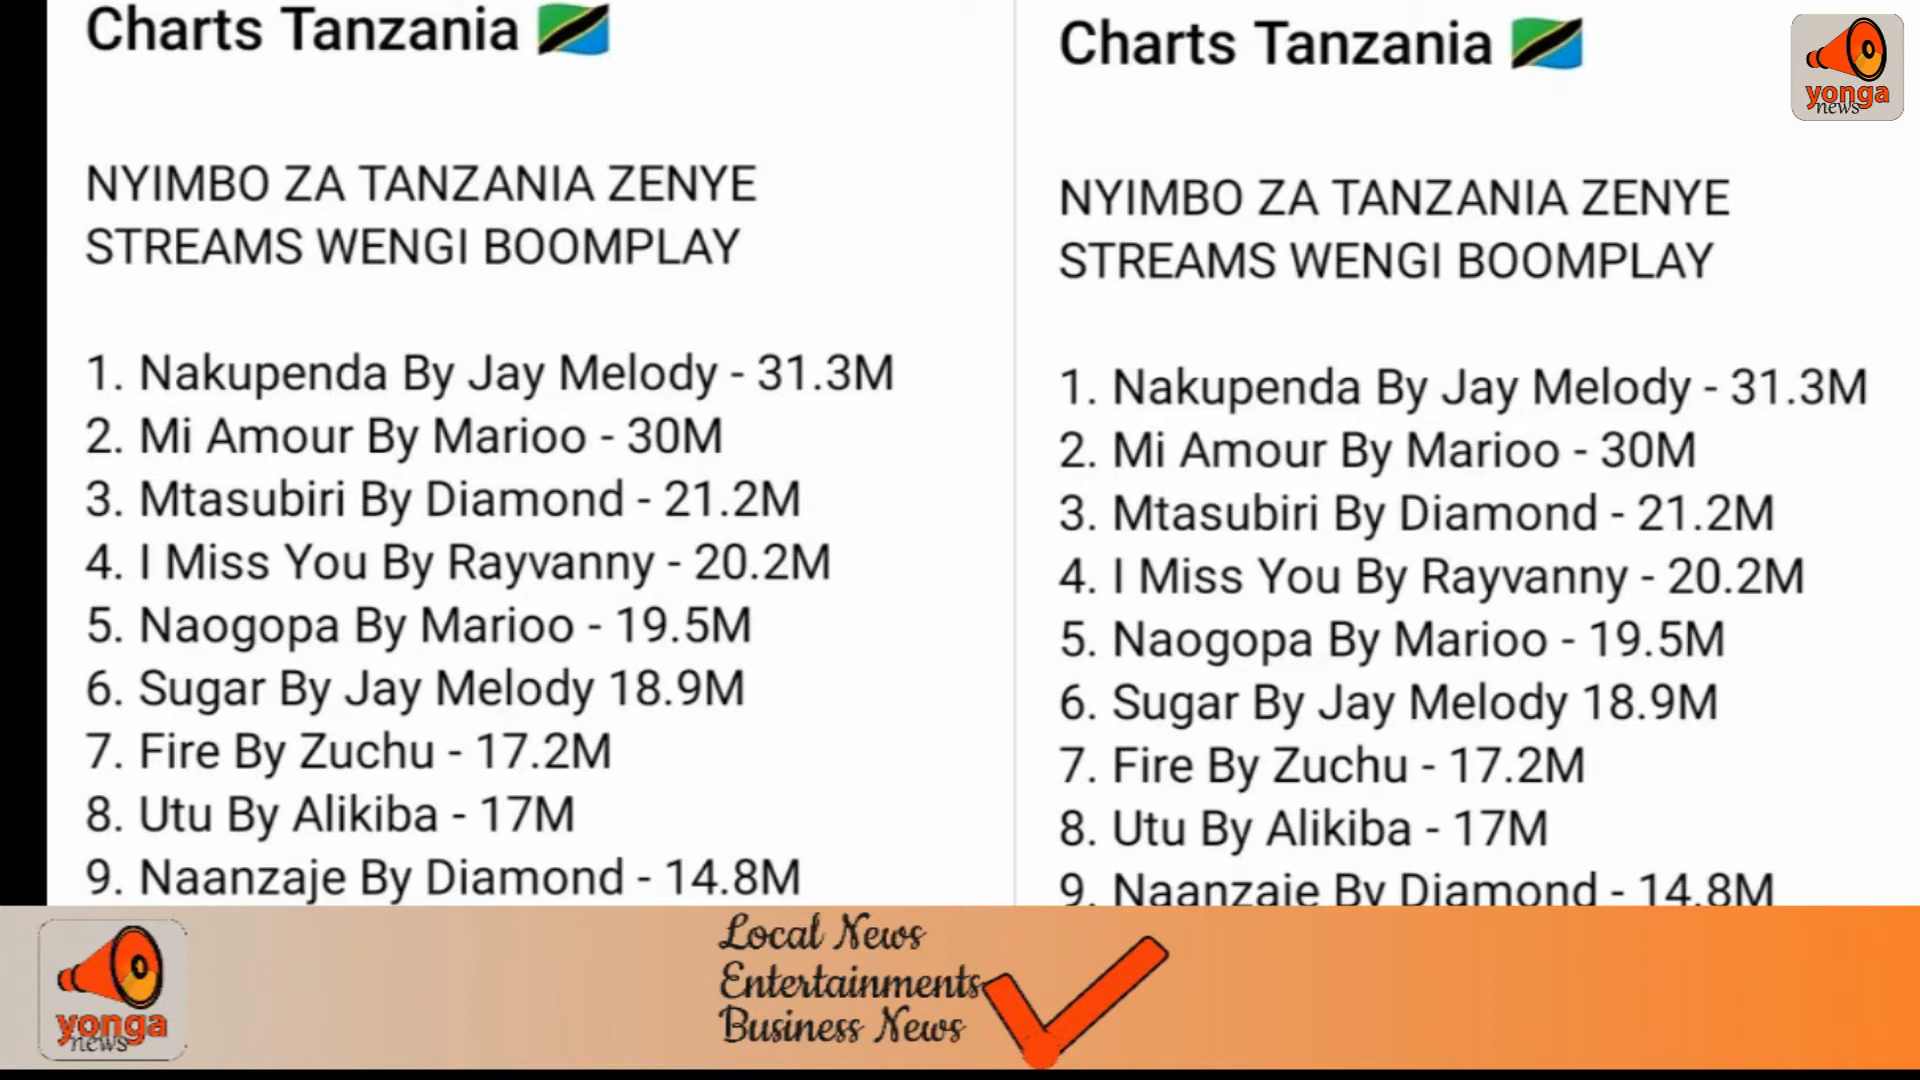 Charts Tanzania 🇹🇿
NYIMBO ZA TANZANIA ZENYE
STREAMS WENGI BOOMPLAY
1. Nakupenda By Jay Melody - 31.3M
2. Mi Amour By Marioo - 30M
3. Mtasubiri By Diamond - 21.2M
4. I Miss You By Rayvanny - 20.2M
5. Naogopa By Marioo - 19.5M
6. Sugar By Jay Melody 18.9M
7. Fire By Zuchu - 17.2M
8. Utu By Alikiba - 17M
9. Naanzaje By Diamond - 14.8M
Charts Tanzania 🇹🇿
NYIMBO ZA TANZANIA ZENYE
STREAMS WENGI BOOMPLAY
1. Nakupenda By Jay Melody - 31.3M
2. Mi Amour By Marioo - 30M
3. Mtasubiri By Diamond - 21.2M
4. I Miss You By Rayvanny - 20.2M
5. Naogopa By Marioo - 19.5M
6. Sugar By Jay Melody 18.9M
7. Fire By Zuchu - 17.2M
8. Utu By Alikiba - 17M
9. Naanzaje By Diamond - 14.8M
yonga
news
yonga
news
Local News
Entertainments
Business News